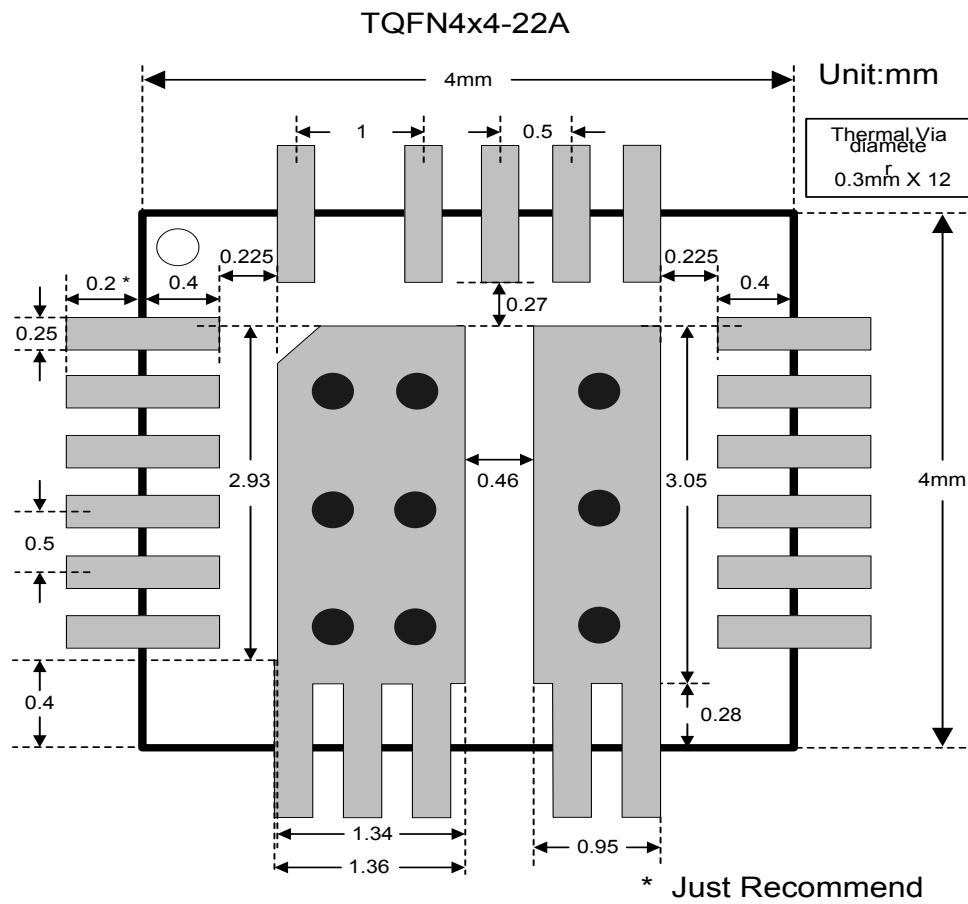 TQFN4x4-22A
4mm
Unit:mm
Thermal Via
diamete
r
0.3mm X 12
1
0.5
0.225
0.225
0.2 *
0.4
0.4
0.27
0.25
2.93
0.46
3.05
4mm
0.5
0.4
0.28
1.34
0.95
1.36
* Just Recommend